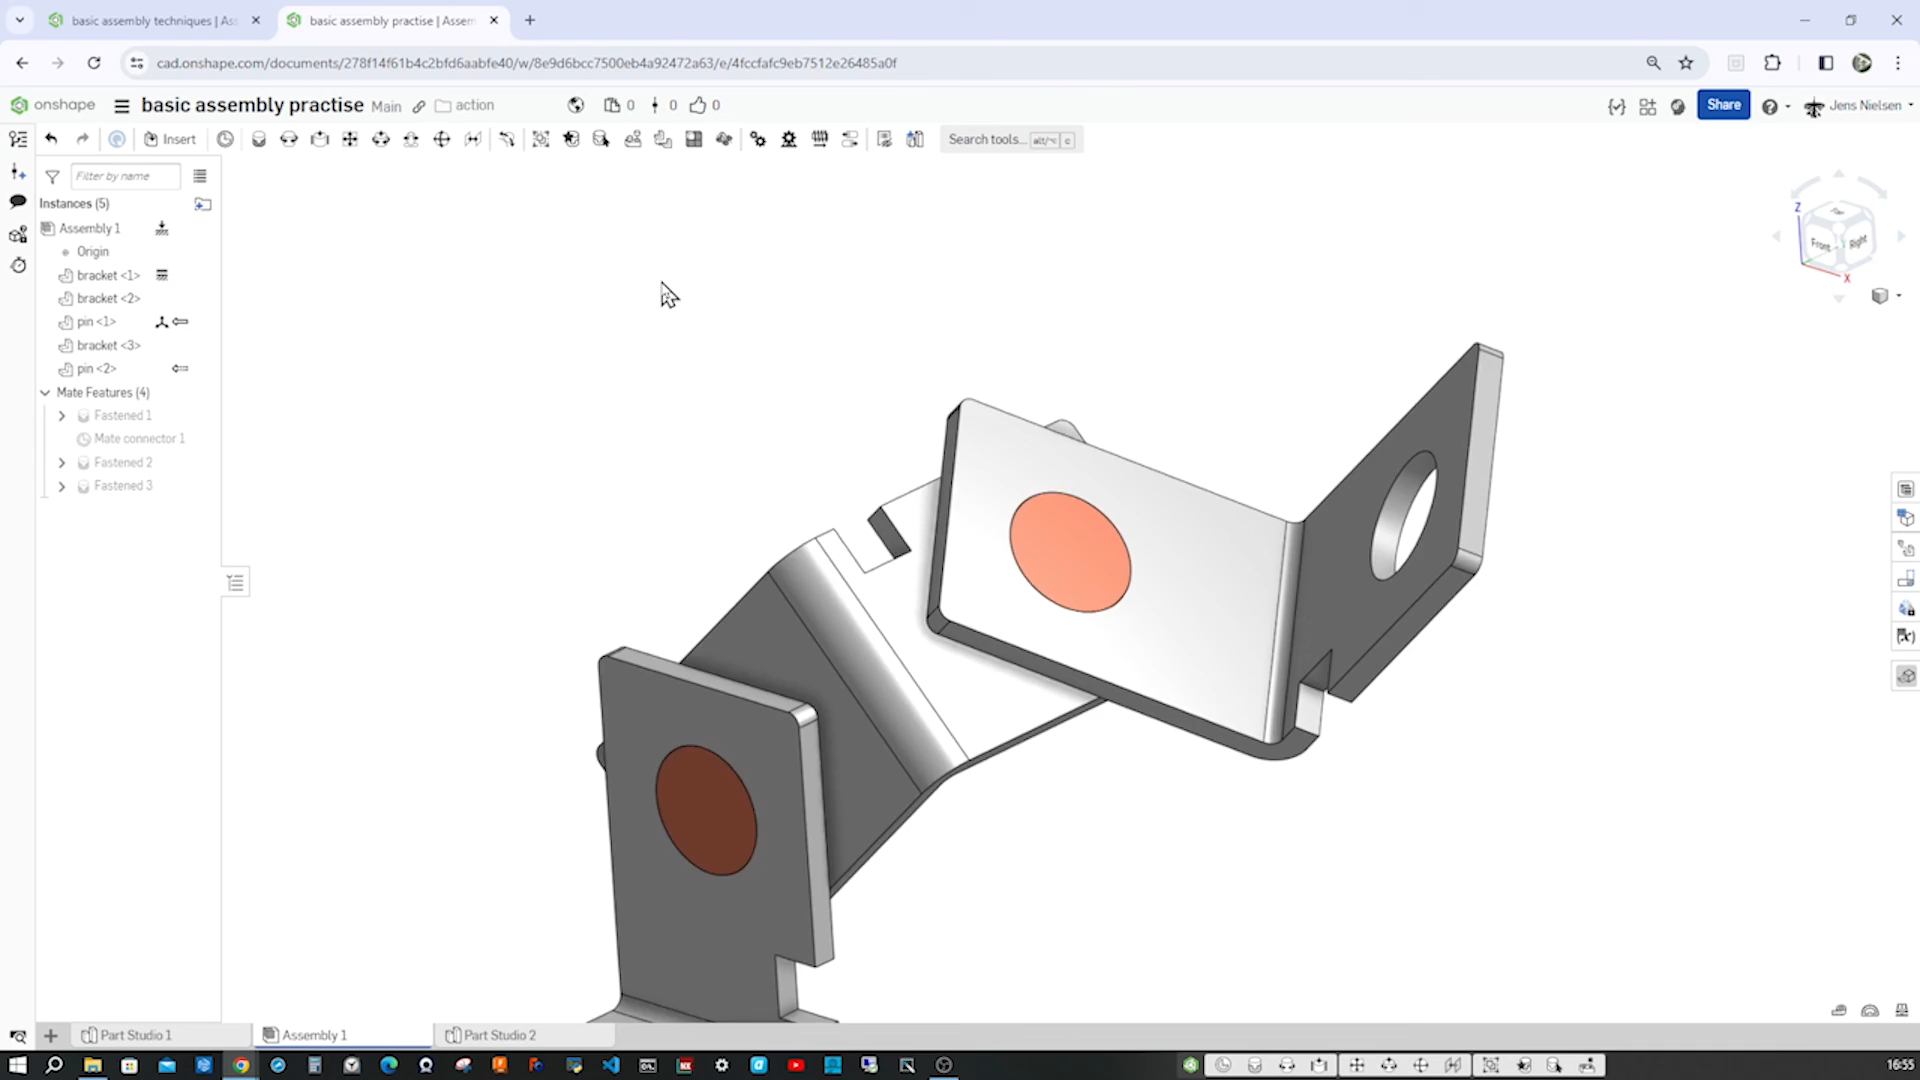 basic assembly techniques | Ass
basic assembly practise | Assem
cad.onshape.com/documents/278f14f61b4c2bfd6aabfe40/w/8e9d6bcc7500eb4a92472a63/e/4fccfafc9eb7512e26485a0f
onshape
basic assembly practise Main
action
0
0
0
Share
Jens Nielsen
Insert
Search tools... alt/⌥ c
Filter by name
Instances (5)
Assembly 1
Origin
bracket <1>
bracket <2>
pin <1>
bracket <3>
pin <2>
Mate Features (4)
Fastened 1
Mate connector 1
Fastened 2
Fastened 3
Z
Top
Front
Right
X
Part Studio 1
Assembly 1
Part Studio 2
16:55